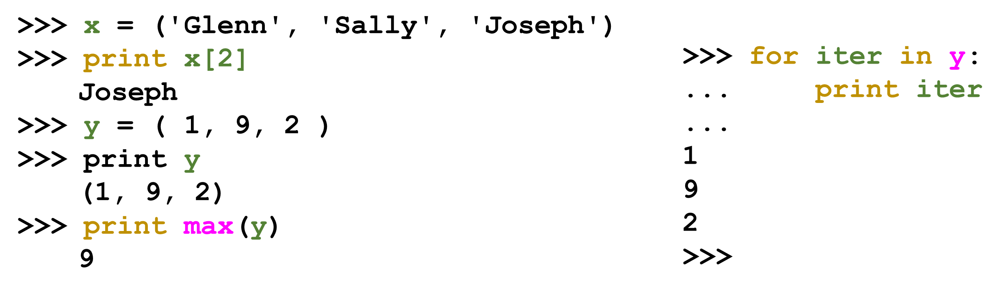 >>> x = ('Glenn', 'Sally', 'Joseph')
>>> print x[2]
Joseph
>>> y = ( 1, 9, 2 )
>>> print y
(1, 9, 2)
>>> print max(y)
9
>>> for iter in y:
... print iter
...
1
9
2
>>>